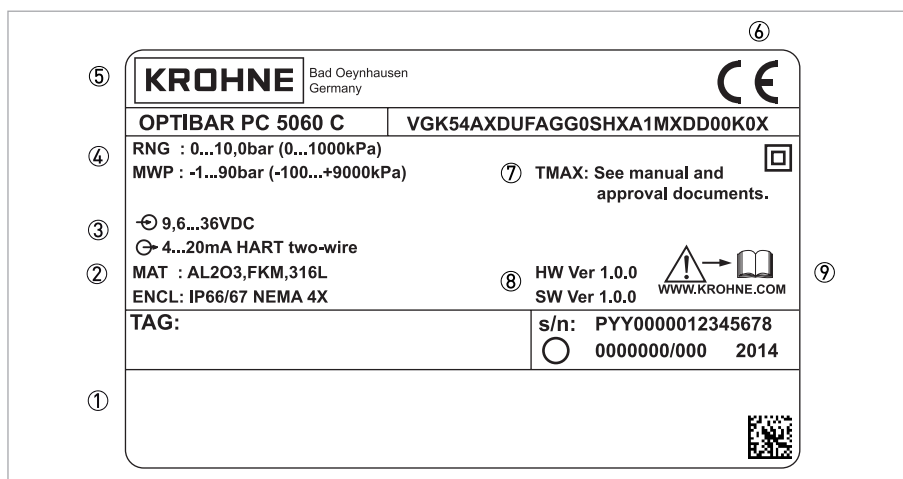 ⑥
⑤ KROHNE Bad Oeynhausen
Germany
CE
OPTIBAR PC 5060 C VGK54AXDUFAGG0SHXA1MXDD00K0X
④ RNG : 0...10,0bar (0...1000kPa)
MWP : -1...90bar (-100...+9000kPa)
⑦ TMAX: See manual and
approval documents.
③ 9,6...36VDC
4...20mA HART two-wire
② MAT : AL2O3,FKM,316L
ENCL: IP66/67 NEMA 4X
⑧ HW Ver 1.0.0
SW Ver 1.0.0
WWW.KROHNE.COM
⑨
TAG:
s/n: PYY0000012345678
0000000/000 2014
①